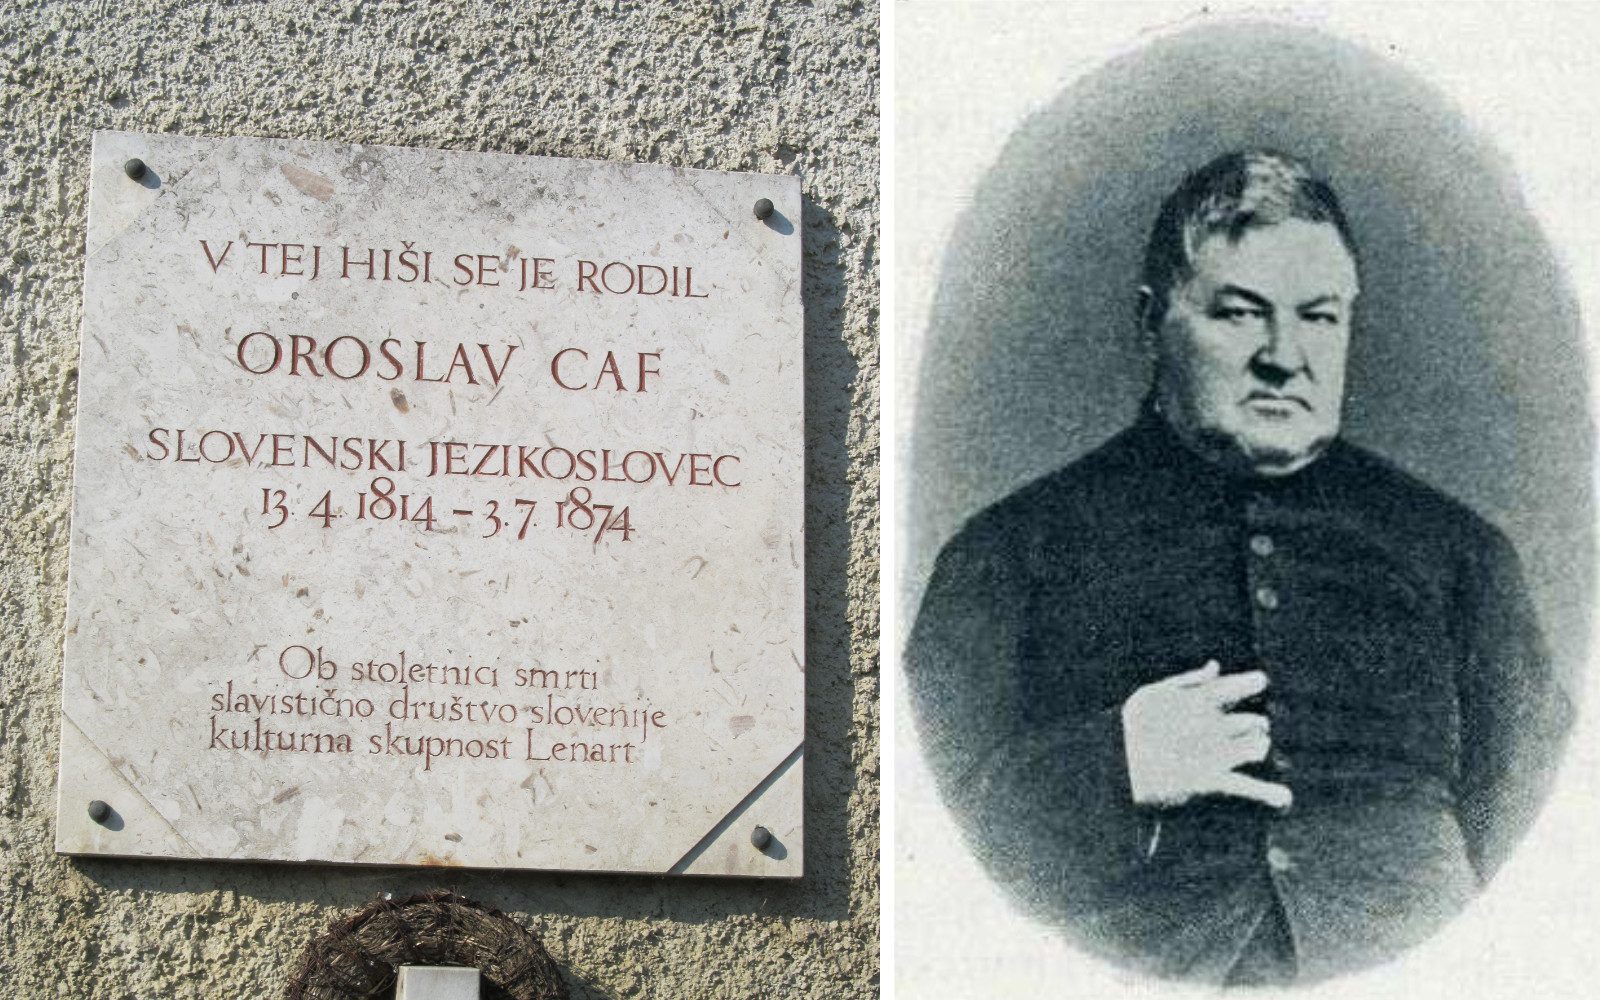 V TEJ HIŠI SE JE RODIL
OROSLAV CAF
SLOVENSKI JEZIKOSLOVEC
13. 4. 1814 – 3. 7. 1874
Ob stoletnici smrti
slavistično društvo slovenije
kulturna skupnost Lenart